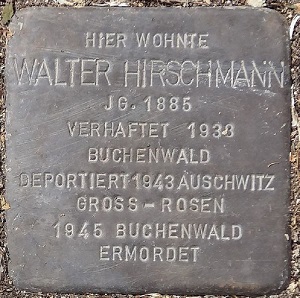 HIER WOHNTE
WALTER HIRSCHMANN
JG. 1885
VERHAFTET 1938
BUCHENWALD
DEPORTIERT 1943 AUSCHWITZ
GROSS-ROSEN
1945 BUCHENWALD
ERMORDET